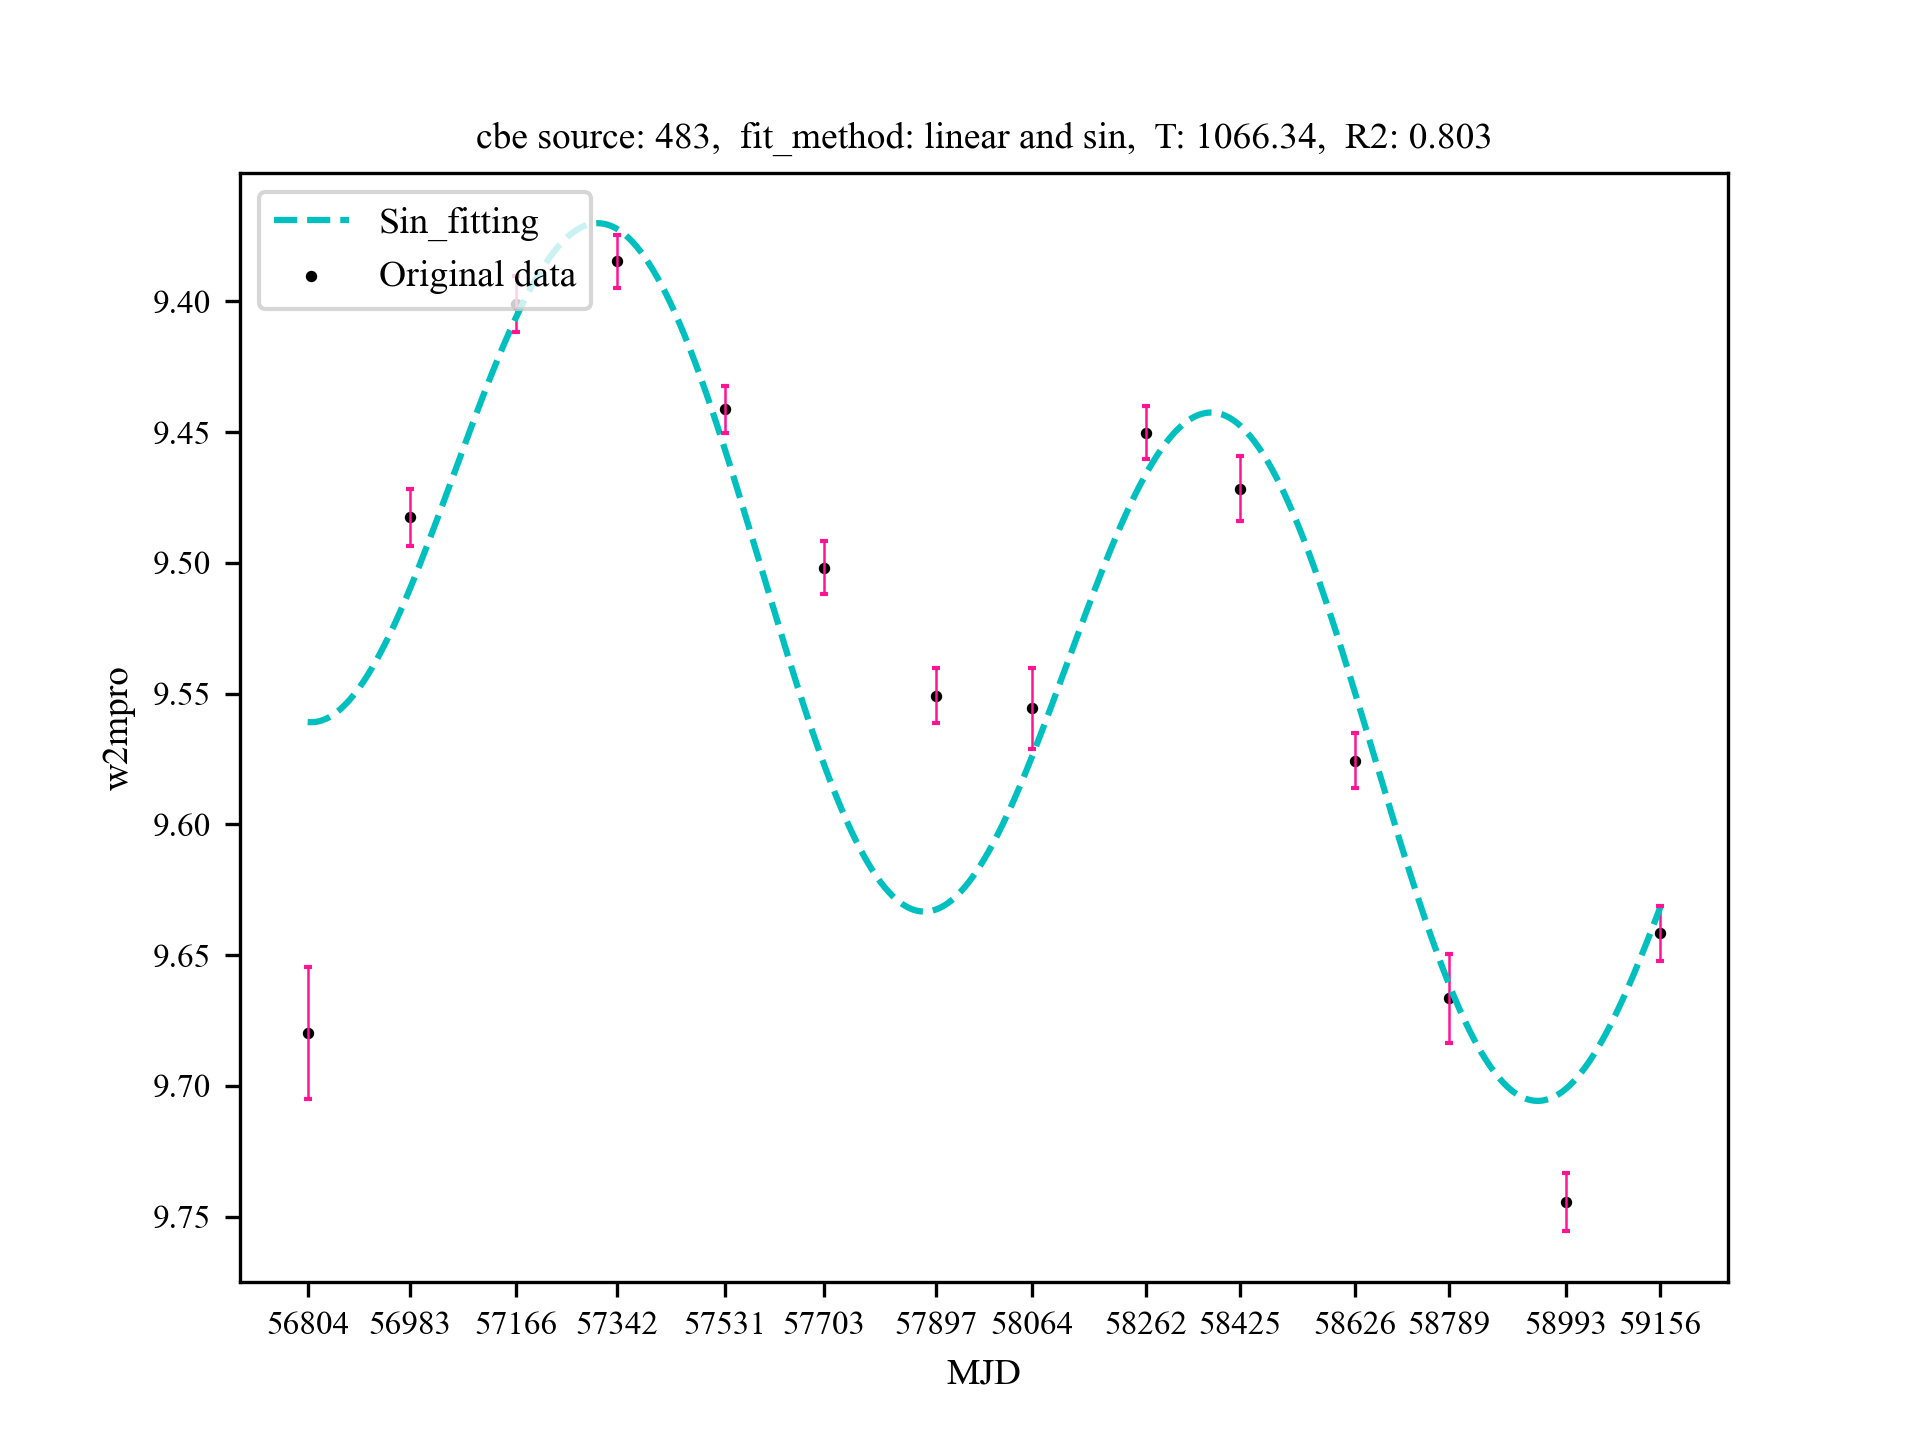 cbe source: 483,  fit_method: linear and sin,  T: 1066.34,  R2: 0.803
Sin_fitting
Original data
9.40
9.45
9.50
9.55
9.60
9.65
9.70
9.75
w2mpro
56804 56983 57166 57342 57531 57703 57897 58064 58262 58425 58626 58789 58993 59156
MJD